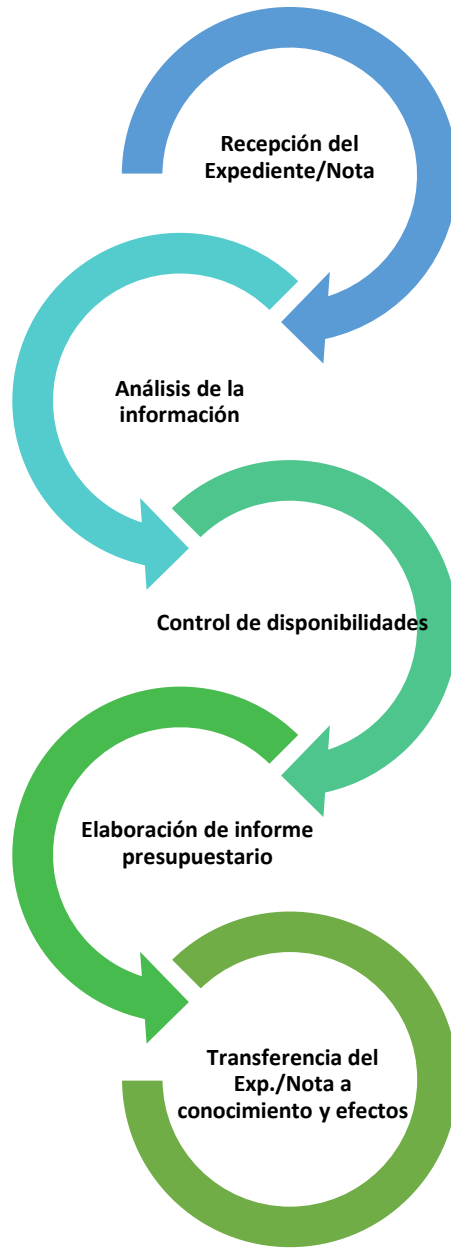 Recepción del
Expediente/Nota
Análisis de la
información
Control de disponibilidades
Elaboración de informe
presupuestario
Transferencia del
Exp./Nota a
conocimiento y efectos